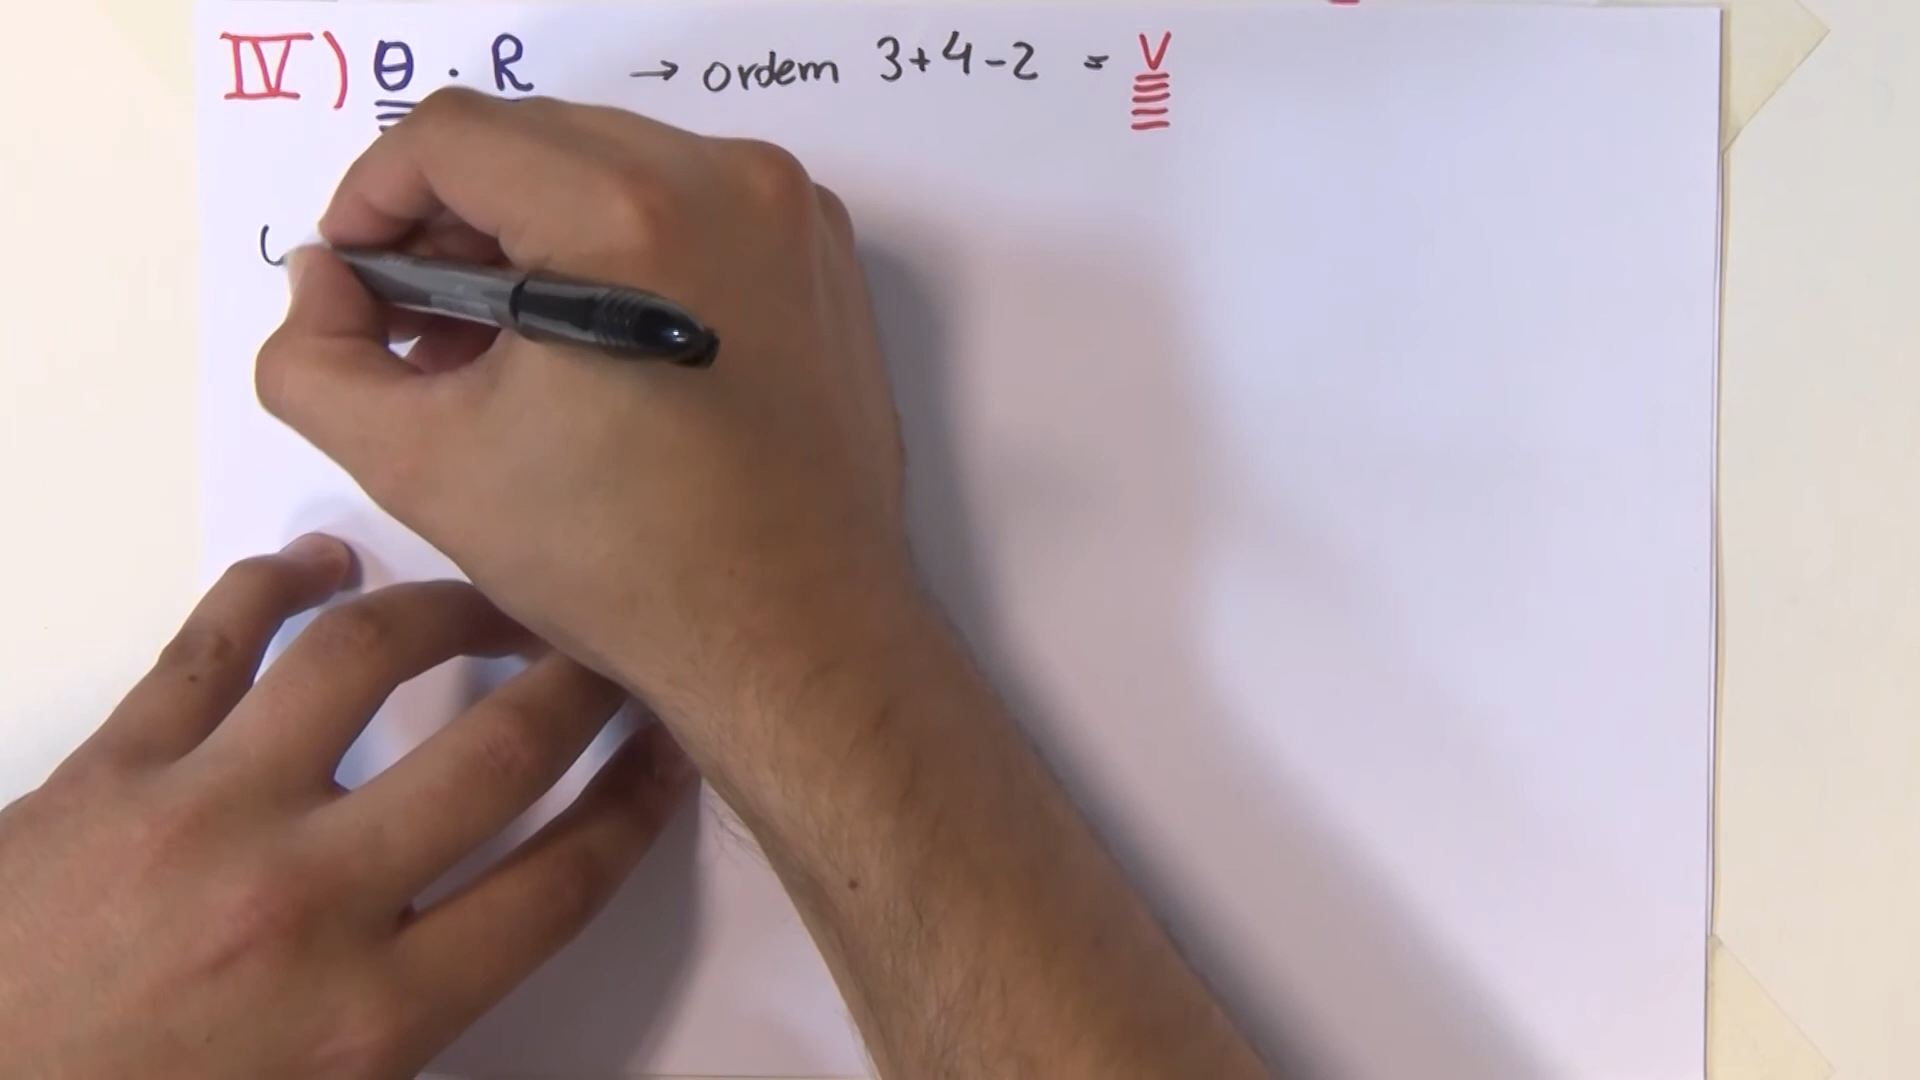 IV) θ · R → ordem 3+4-2 = V